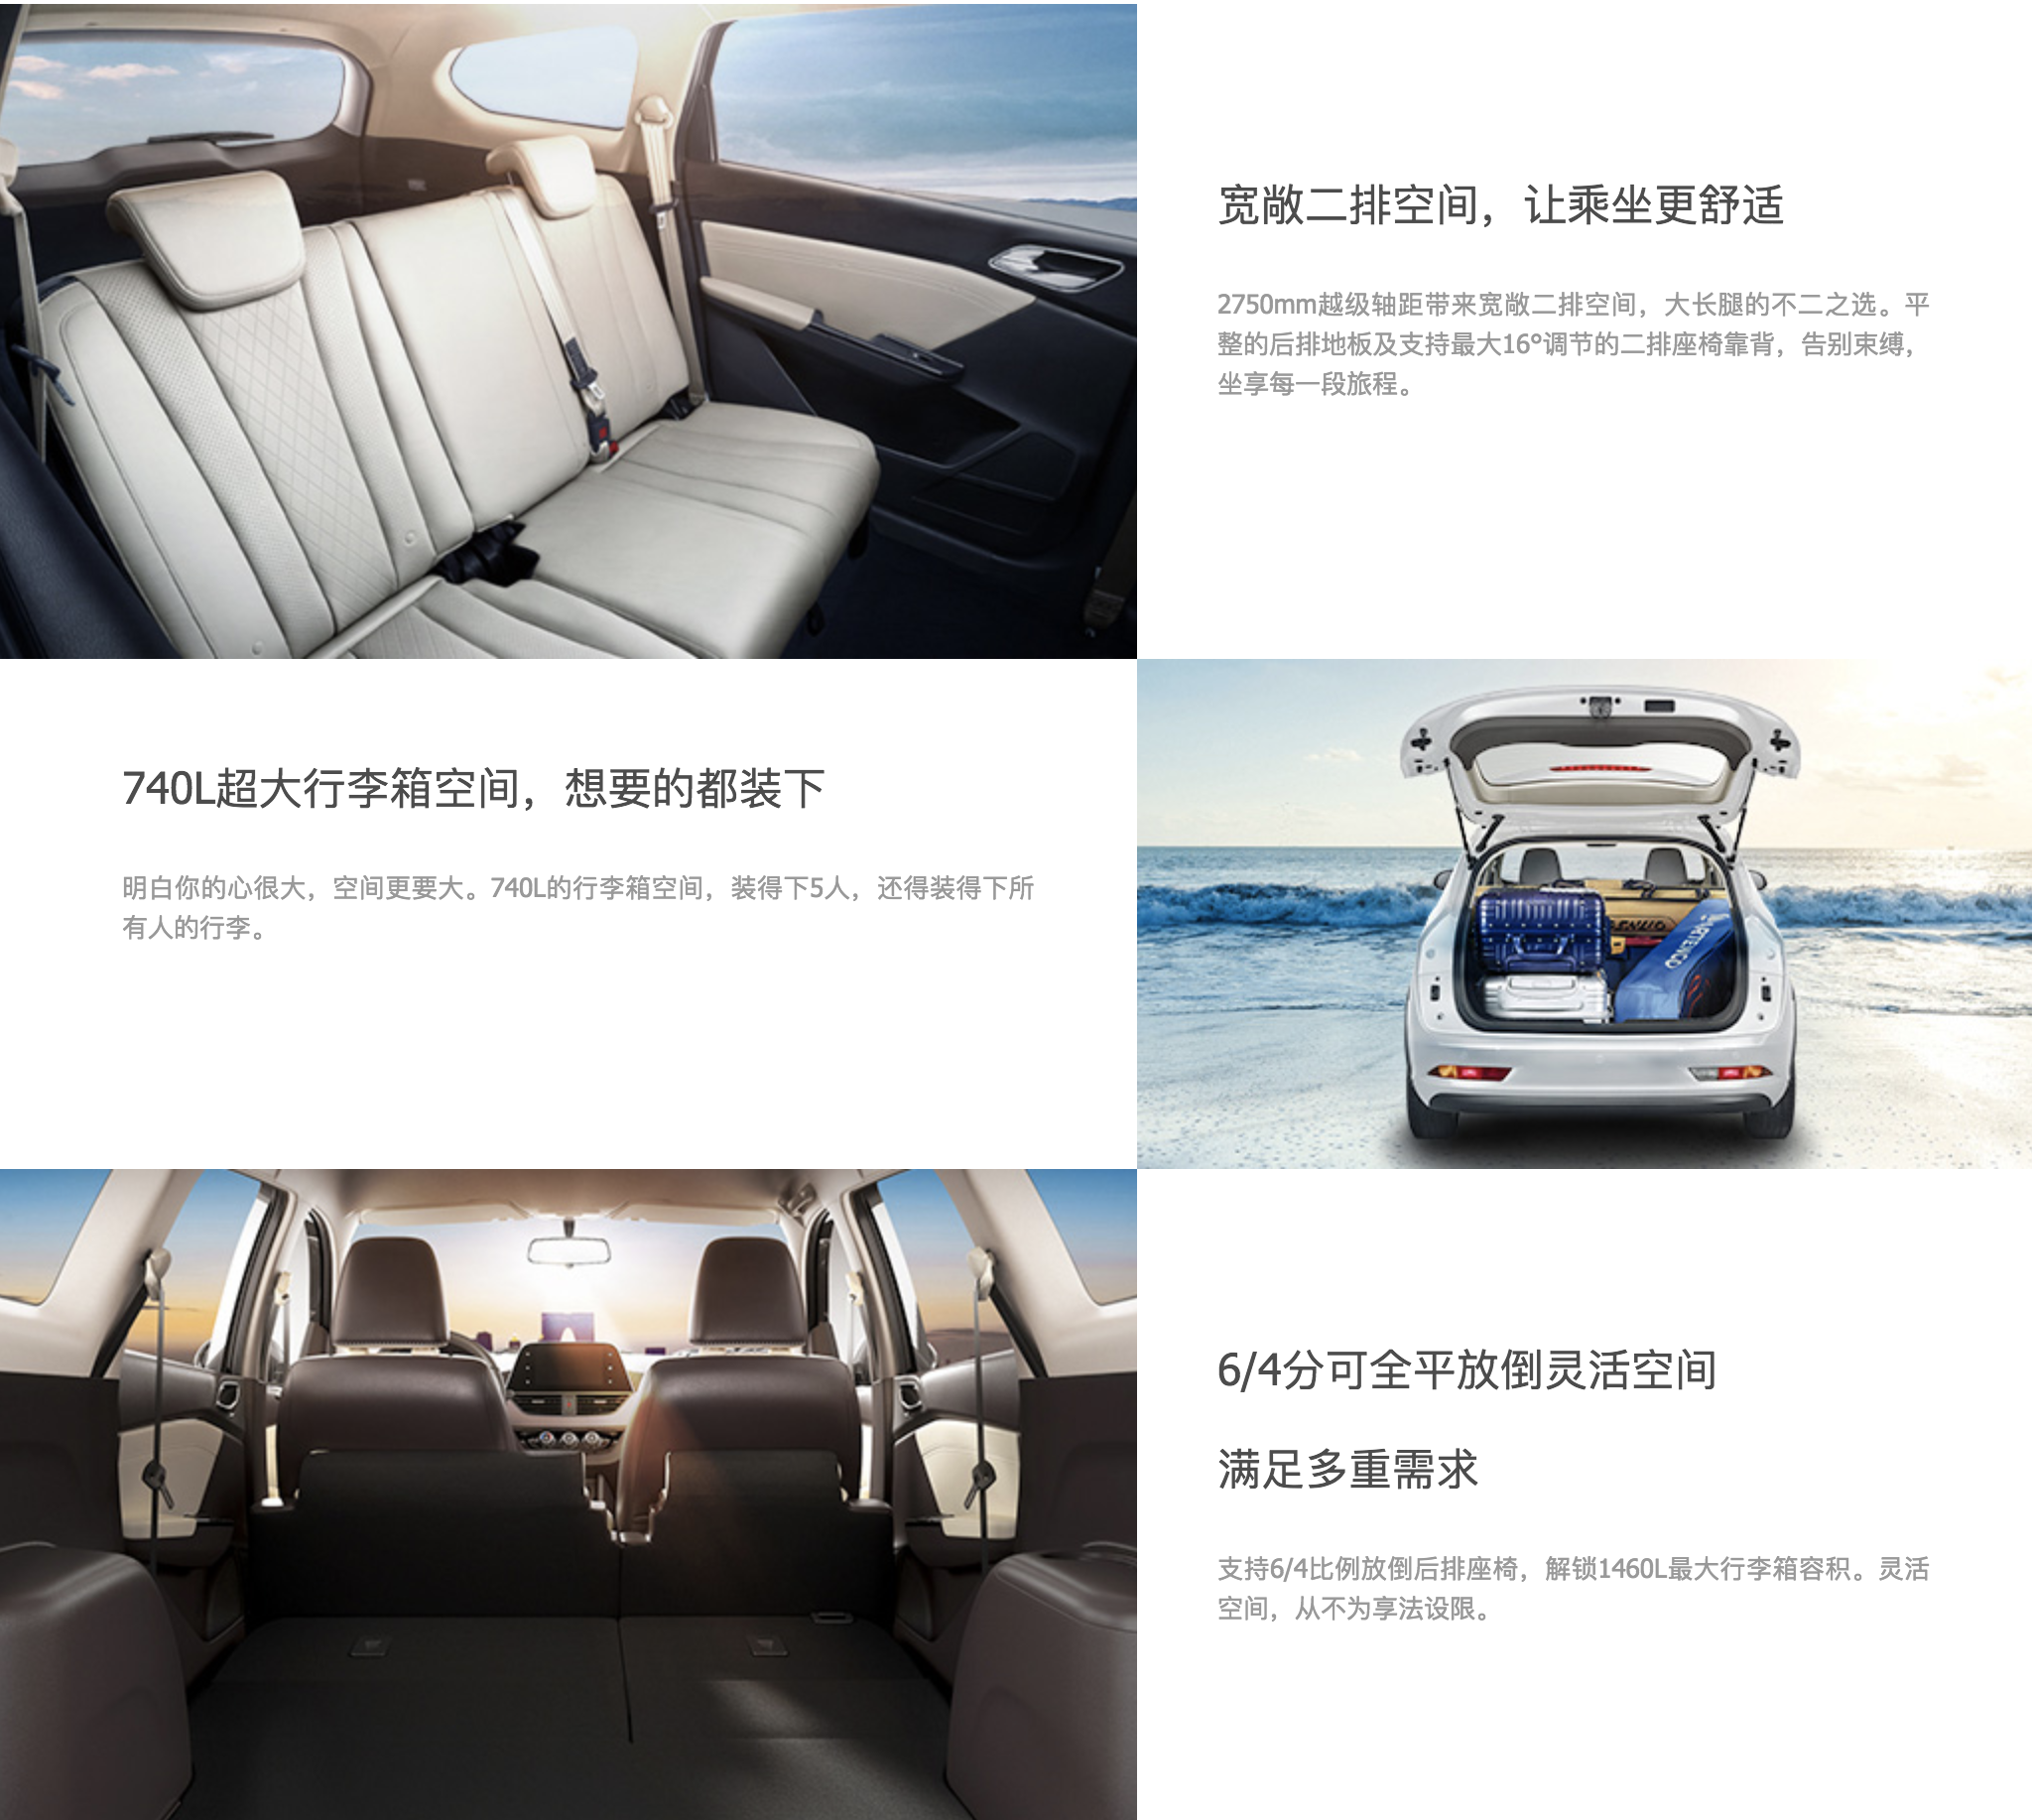 宽敞二排空间，让乘坐更舒适
2750mm越级轴距带来宽敞二排空间，大长腿的不二之选。平
整的后排地板及支持最大16°调节的二排座椅靠背，告别束缚，
坐享每一段旅程。
740L超大行李箱空间，想要的都装下
明白你的心很大，空间更要大。740L的行李箱空间，装得下5人，还得装得下所
有人的行李。
6/4分可全平放倒灵活空间
满足多重需求
支持6/4比例放倒后排座椅，解锁1460L最大行李箱容积。灵活
空间，从不为享法设限。